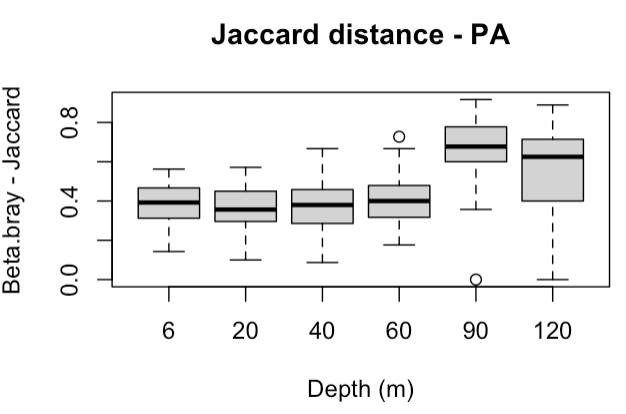 Jaccard distance - PA
Beta.bray - Jaccard
0.8
0.4
0.0
6 20 40 60 90 120
Depth (m)